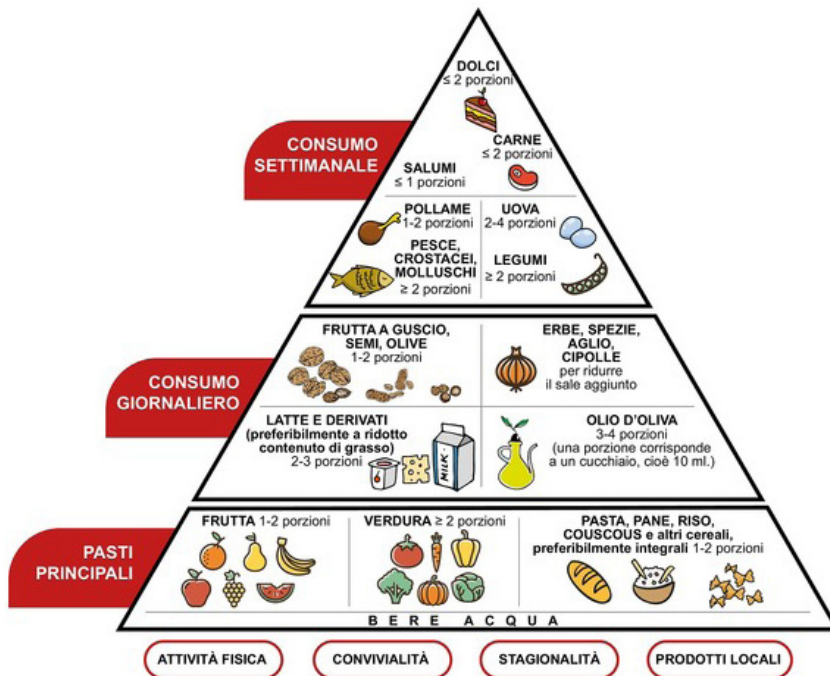 DOLCI
≤ 2 porzioni
CONSUMO
SETTIMANALE
CARNE
≤ 2 porzioni
SALUMI
≤ 1 porzioni
POLLAME
1-2 porzioni
UOVA
2-4 porzioni
PESCE,
CROSTACEI,
MOLLUSCHI
≥ 2 porzioni
LEGUMI
≥ 2 porzioni
CONSUMO
GIORNALIERO
FRUTTA A GUSCIO,
SEMI, OLIVE
1-2 porzioni
ERBE, SPEZIE,
AGLIO,
CIPOLLE
per ridurre
il sale aggiunto
LATTE E DERIVATI
(preferibilmente a ridotto
contenuto di grasso)
2-3 porzioni
MILK
OLIO D'OLIVA
3-4 porzioni
(una porzione corrisponde
a un cucchiaio, cioè 10 ml.)
PASTI
PRINCIPALI
FRUTTA 1-2 porzioni
VERDURA ≥ 2 porzioni
PASTA, PANE, RISO,
COUSCOUS e altri cereali,
preferibilmente integrali 1-2 porzioni
BERE ACQUA
ATTIVITÀ FISICA
CONVIVIALITÀ
STAGIONALITÀ
PRODOTTI LOCALI